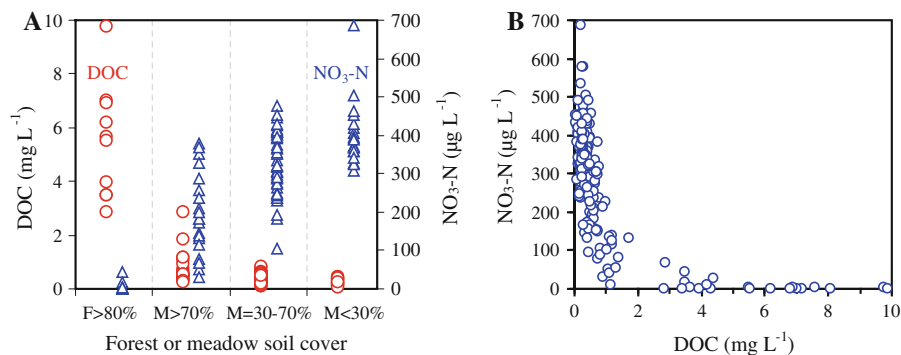 A
B
DOC
NO₃-N
10
8
6
4
2
0
DOC (mg L⁻¹)
700
600
500
400
300
200
100
0
NO₃-N (µg L⁻¹)
F>80% M>70% M=30-70% M<30%
Forest or meadow soil cover
700
600
500
400
300
200
100
0
NO₃-N (µg L⁻¹)
0 2 4 6 8 10
DOC (mg L⁻¹)